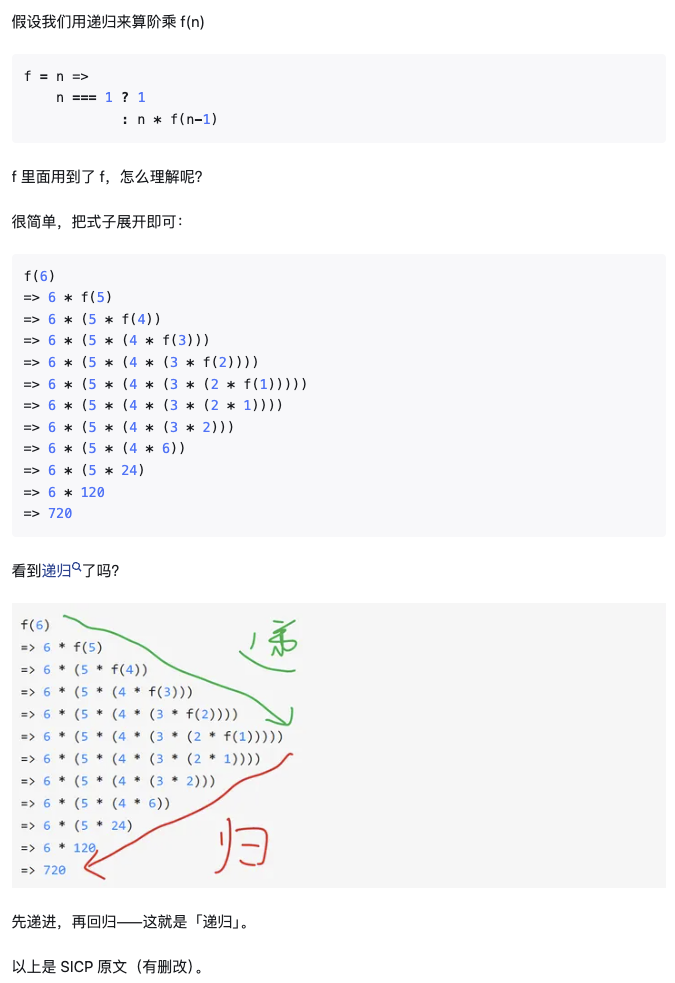 假设我们用递归来算阶乘 f(n)
f = n =>
    n === 1 ? 1
            : n * f(n-1)
f 里面用到了 f，怎么理解呢?
很简单，把式子展开即可：
f(6)
=> 6 * f(5)
=> 6 * (5 * f(4))
=> 6 * (5 * (4 * f(3)))
=> 6 * (5 * (4 * (3 * f(2))))
=> 6 * (5 * (4 * (3 * (2 * f(1)))))
=> 6 * (5 * (4 * (3 * (2 * 1))))
=> 6 * (5 * (4 * (3 * 2)))
=> 6 * (5 * (4 * 6))
=> 6 * (5 * 24)
=> 6 * 120
=> 720
看到递归了吗?
f(6)
递
=> 6 * f(5)
=> 6 * (5 * f(4))
=> 6 * (5 * (4 * f(3)))
=> 6 * (5 * (4 * (3 * f(2))))
=> 6 * (5 * (4 * (3 * (2 * f(1)))))
=> 6 * (5 * (4 * (3 * (2 * 1))))
=> 6 * (5 * (4 * (3 * 2)))
=> 6 * (5 * (4 * 6))
=> 6 * (5 * 24)
归
=> 6 * 120
=> 720
先递进，再回归——这就是「递归」。
以上是 SICP 原文（有删改）。